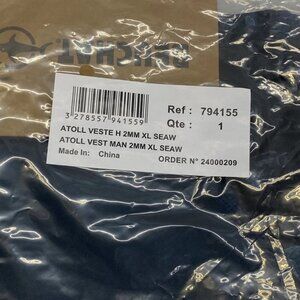 Ref : 794155
Qte : 1
3 278557 941559
ATOLL VESTE H 2MM XL SEAW
ATOLL VEST MAN 2MM XL SEAW
Made In: China
ORDER N° 24000209